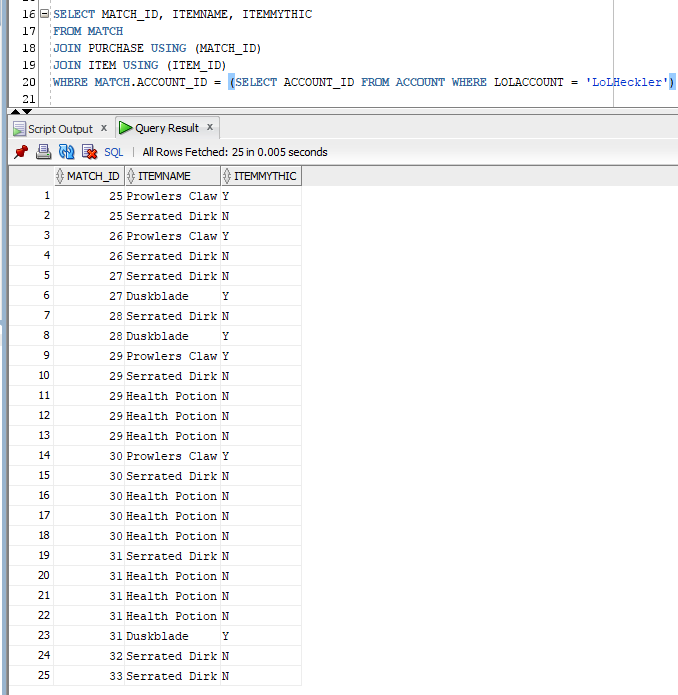 16 SELECT MATCH_ID, ITEMNAME, ITEMMYTHIC
17 FROM MATCH
18 JOIN PURCHASE USING (MATCH_ID)
19 JOIN ITEM USING (ITEM_ID)
20 WHERE MATCH.ACCOUNT_ID = (SELECT ACCOUNT_ID FROM ACCOUNT WHERE LOLACCOUNT = 'LoLHeckler')
21
Script Output x Query Result x
SQL | All Rows Fetched: 25 in 0.005 seconds
MATCH_ID ITEMNAME ITEMMYTHIC
1 25 Prowlers Claw Y
2 25 Serrated Dirk N
3 26 Prowlers Claw Y
4 26 Serrated Dirk N
5 27 Serrated Dirk N
6 27 Duskblade Y
7 28 Serrated Dirk N
8 28 Duskblade Y
9 29 Prowlers Claw Y
10 29 Serrated Dirk N
11 29 Health Potion N
12 29 Health Potion N
13 29 Health Potion N
14 30 Prowlers Claw Y
15 30 Serrated Dirk N
16 30 Health Potion N
17 30 Health Potion N
18 30 Health Potion N
19 31 Serrated Dirk N
20 31 Health Potion N
21 31 Health Potion N
22 31 Health Potion N
23 31 Duskblade Y
24 32 Serrated Dirk N
25 33 Serrated Dirk N